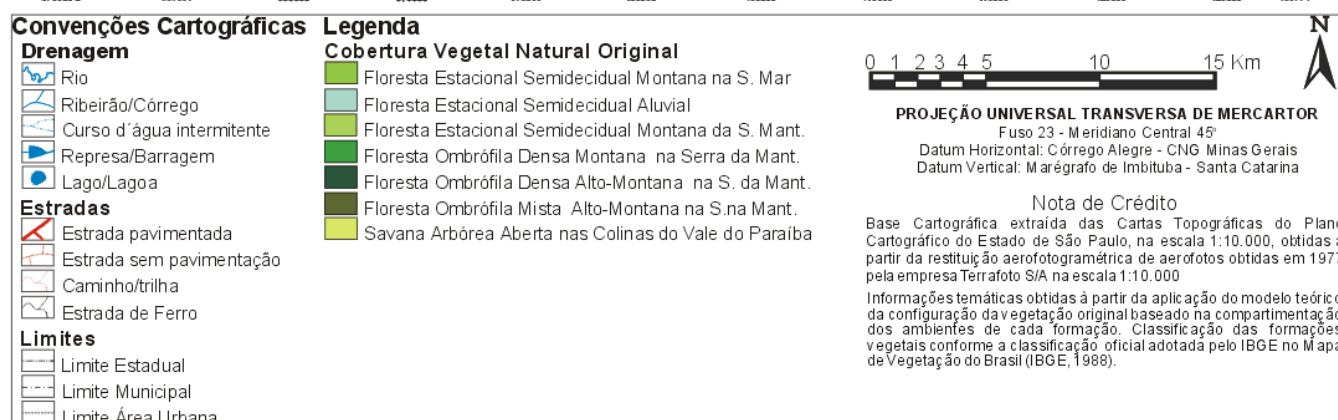 Convenções Cartográficas
Drenagem
Rio
Ribeirão/Córrego
Curso d´água intermitente
Represa/Barragem
Lago/Lagoa
Estradas
Estrada pavimentada
Estrada sem pavimentação
Caminho/trilha
Estrada de Ferro
Limites
Limite Estadual
Limite Municipal
Limite Área Urbana
Legenda
Cobertura Vegetal Natural Original
Floresta Estacional Semidecidual Montana na S. Mar
Floresta Estacional Semidecidual Aluvial
Floresta Estacional Semidecidual Montana da S. Mant.
Floresta Ombrófila Densa Montana na Serra da Mant.
Floresta Ombrófila Densa Alto-Montana na S. da Mant.
Floresta Ombrófila Mista Alto-Montana na S.na Mant.
Savana Arbórea Aberta nas Colinas do Vale do Paraíba
N
0 1 2 3 4 5 10 15 Km
PROJEÇÃO UNIVERSAL TRANSVERSA DE MERCARTOR
Fuso 23 - Meridiano Central 45º
Datum Horizontal: Córrego Alegre - CNG Minas Gerais
Datum Vertical: Marégrafo de Imbituba - Santa Catarina
Nota de Crédito
Base Cartográfica extraída das Cartas Topográficas do Plano
Cartográfico do Estado de São Paulo, na escala 1:10.000, obtidas à
partir da restituição aerofotogramétrica de aerofotos obtidas em 1977
pela empresa Terrafoto S/A na escala 1:10.000
Informações temáticas obtidas à partir da aplicação do modelo teórico
da configuração da vegetação original baseado na compartimentação
dos ambientes de cada formação. Classificação das formações
vegetais conforme a classificação oficial adotada pelo IBGE no Mapa
de Vegetação do Brasil (IBGE, 1988).